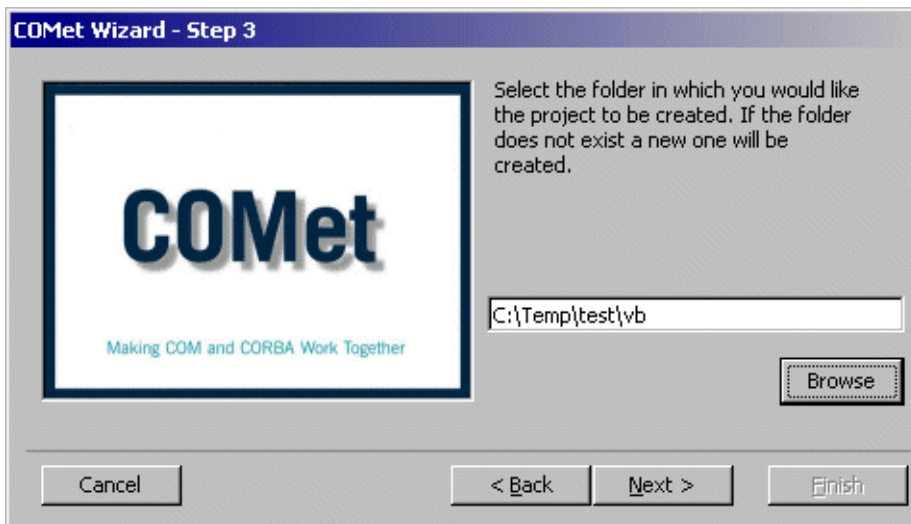 COMet Wizard - Step 3
COMet
Making COM and CORBA Work Together
Select the folder in which you would like
the project to be created. If the folder
does not exist a new one will be
created.
C:\Temp\test\vb
Browse
Cancel
< Back
Next >
Finish